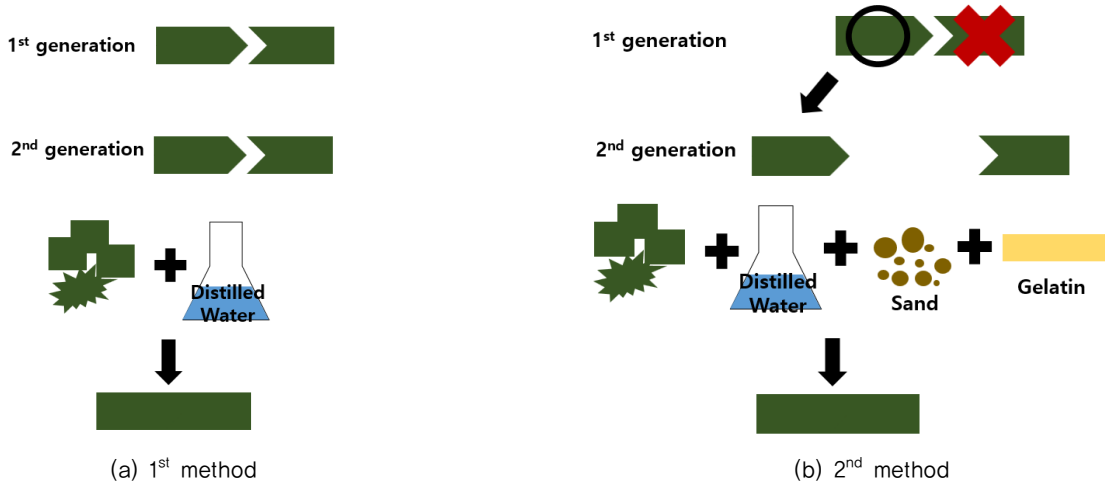 1st generation
2nd generation
Distilled
Water
(a) 1st method
1st generation
2nd generation
Distilled
Water
Sand
Gelatin
(b) 2nd method